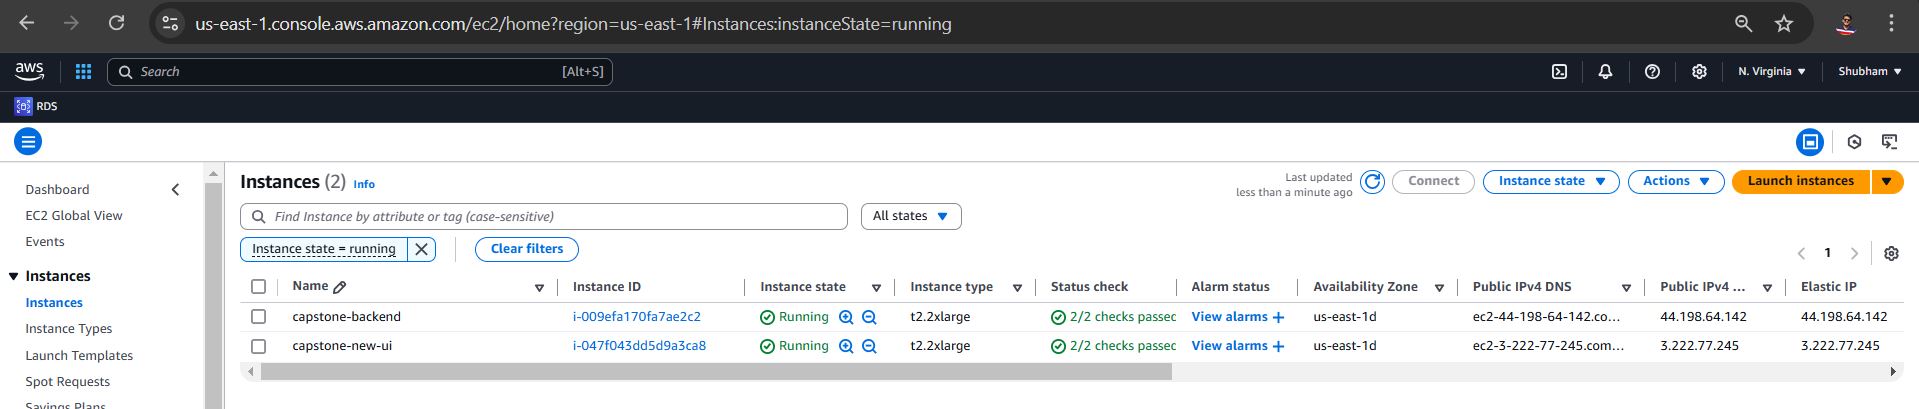 us-east-1.console.aws.amazon.com/ec2/home?region=us-east-1#Instances:instanceState=running
aws Search [Alt+S] N. Virginia Shubham
RDS
Dashboard
EC2 Global View
Events
Instances
Instances
Instance Types
Launch Templates
Spot Requests
Savings Plans
Instances (2) Info
Last updated
less than a minute ago
Connect Instance state Actions Launch instances
Find Instance by attribute or tag (case-sensitive) All states
Instance state = running Clear filters
1
Name Instance ID Instance state Instance type Status check Alarm status Availability Zone Public IPv4 DNS Public IPv4 ... Elastic IP
capstone-backend i-009efa170fa7ae2c2 Running t2.2xlarge 2/2 checks passed View alarms + us-east-1d ec2-44-198-64-142.co... 44.198.64.142 44.198.64.142
capstone-new-ui i-047f043dd5d9a3ca8 Running t2.2xlarge 2/2 checks passed View alarms + us-east-1d ec2-3-222-77-245.com... 3.222.77.245 3.222.77.245